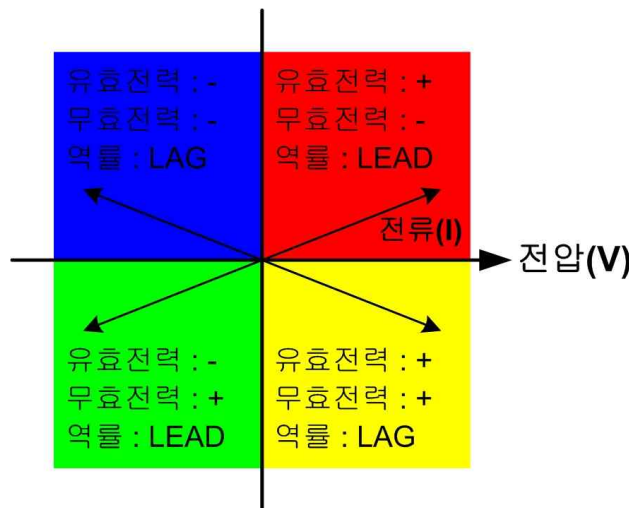 유효전력 : -
무효전력 : -
역률 : LAG
유효전력 : +
무효전력 : -
역률 : LEAD
전류(I)
전압(V)
유효전력 : -
무효전력 : +
역률 : LEAD
유효전력 : +
무효전력 : +
역률 : LAG